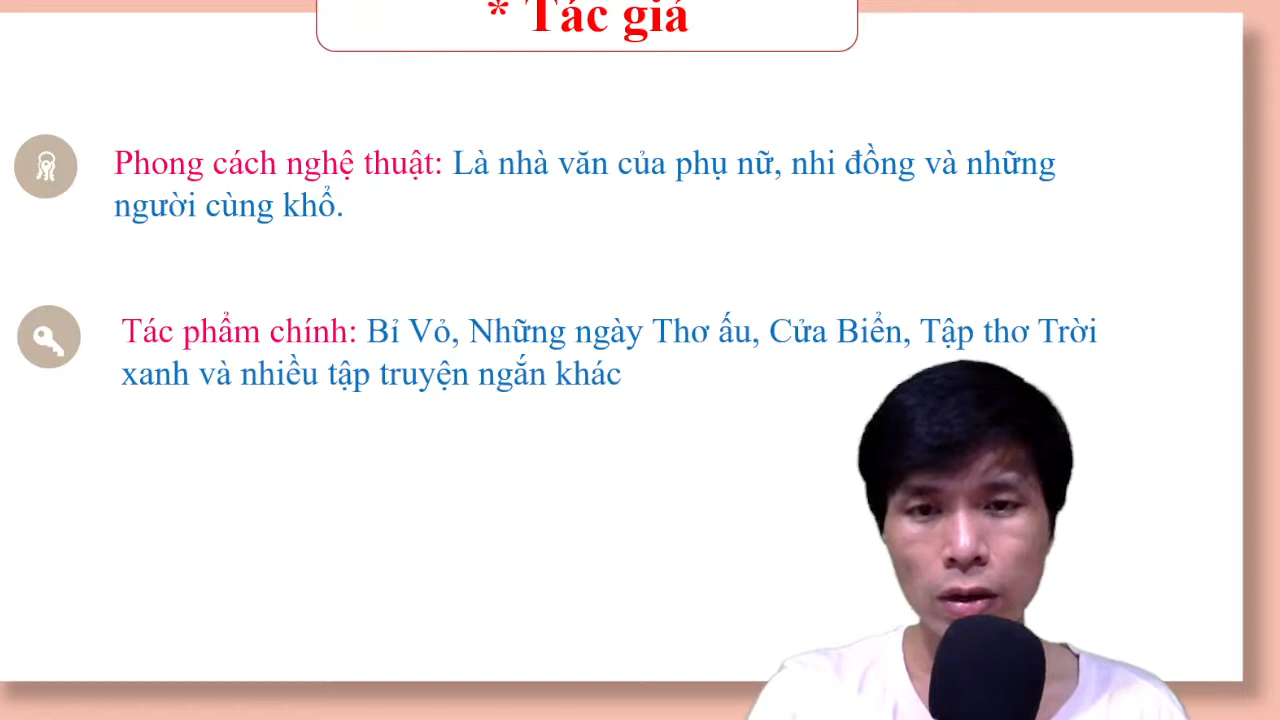 * Tác giá
Phong cách nghệ thuật: Là nhà văn của phụ nữ, nhi đồng và những
người cùng khổ.
Tác phẩm chính: Bỉ Vỏ, Những ngày Thơ ấu, Cửa Biển, Tập thơ Trời
xanh và nhiều tập truyện ngắn khác